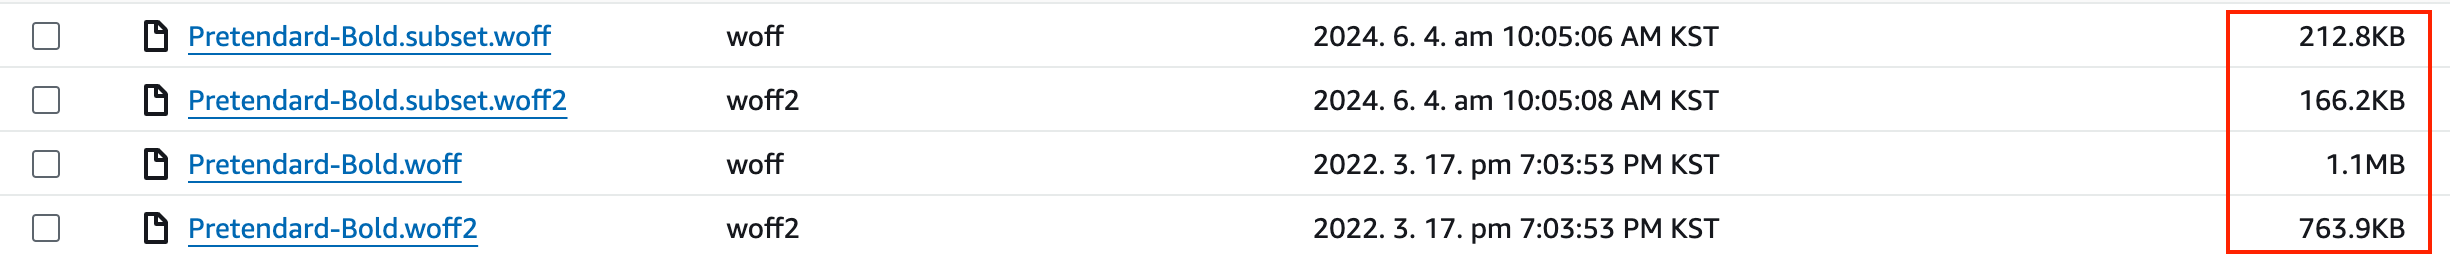 Pretendard-Bold.subset.woff woff 2024. 6. 4. am 10:05:06 AM KST 212.8KB
Pretendard-Bold.subset.woff2 woff2 2024. 6. 4. am 10:05:08 AM KST 166.2KB
Pretendard-Bold.woff woff 2022. 3. 17. pm 7:03:53 PM KST 1.1MB
Pretendard-Bold.woff2 woff2 2022. 3. 17. pm 7:03:53 PM KST 763.9KB